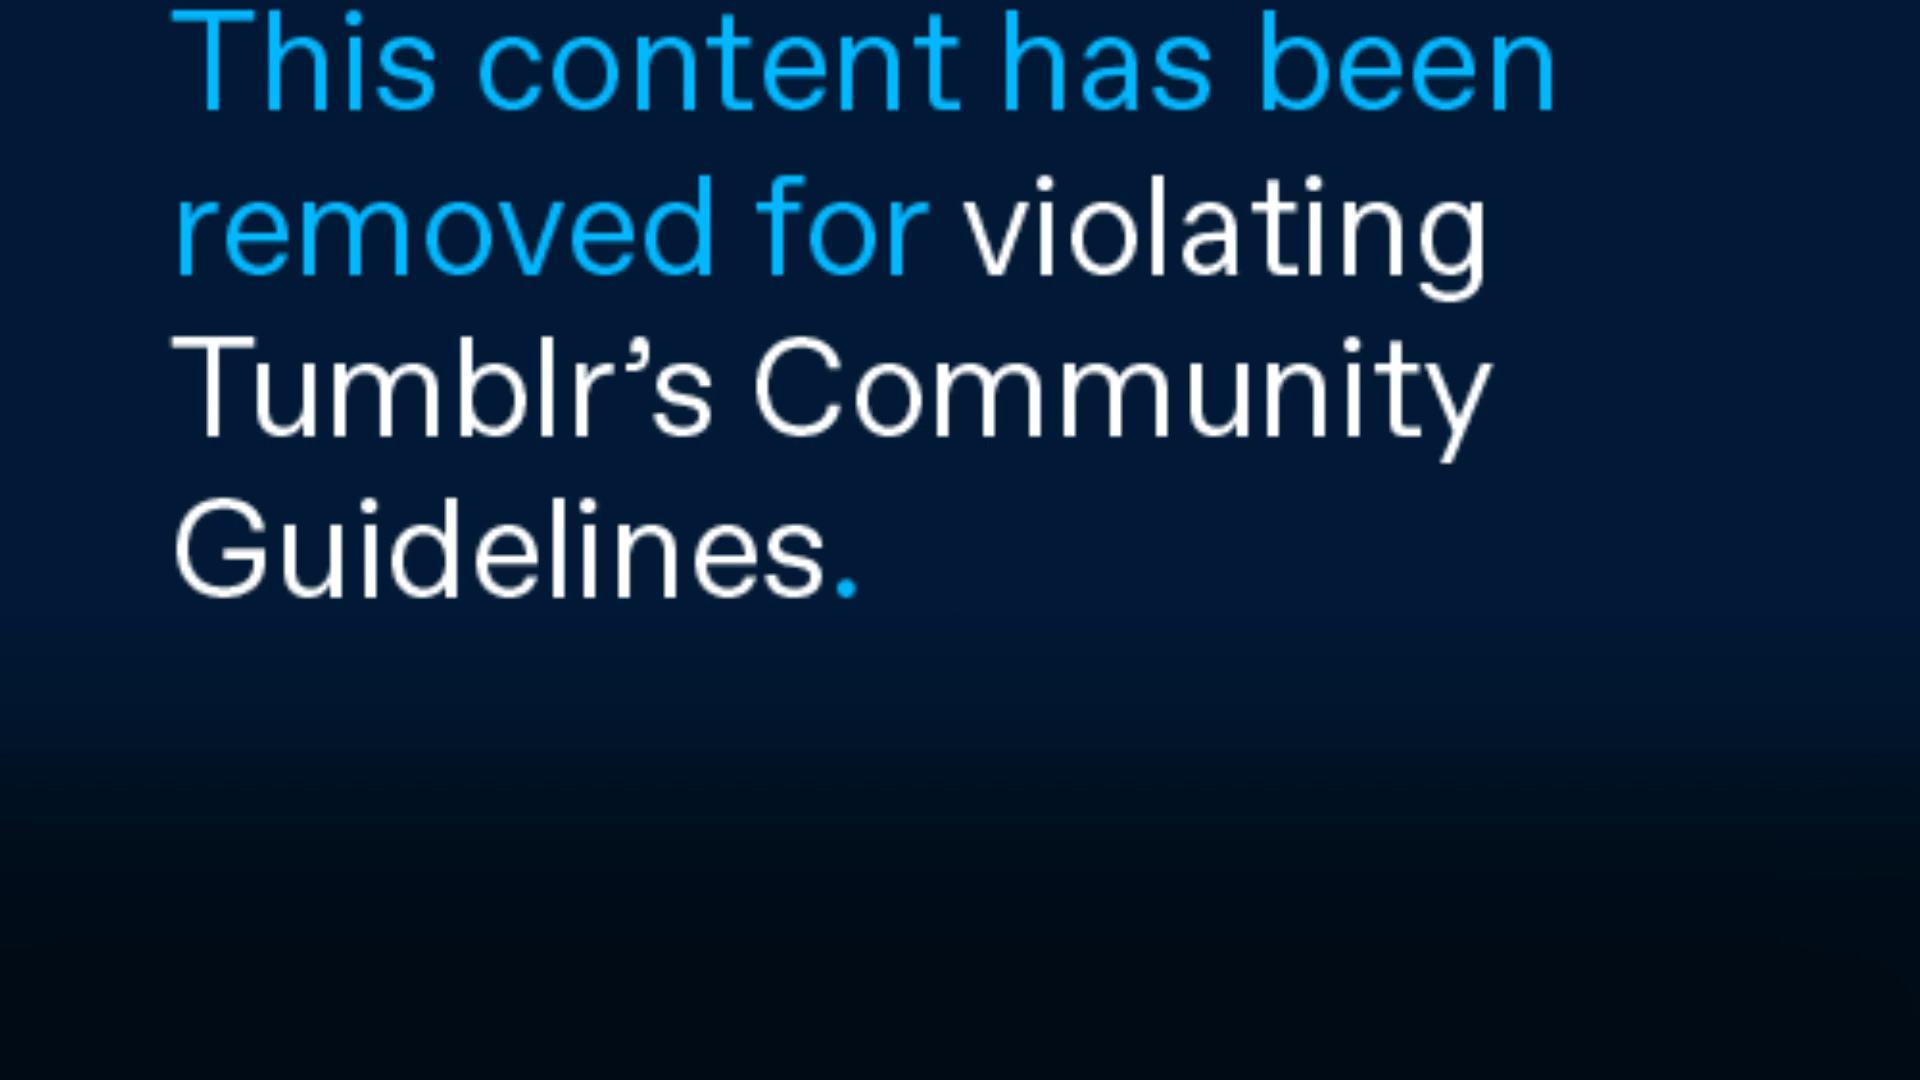 This content has been
removed for violating
Tumblr’s Community
Guidelines.